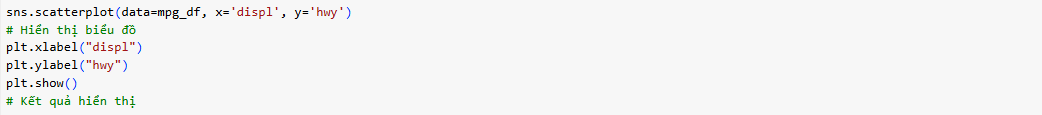 sns.scatterplot(data=mpg_df, x='displ', y='hwy')
# Hiển thị biểu đồ
plt.xlabel("displ")
plt.ylabel("hwy")
plt.show()
# Kết quả hiển thị